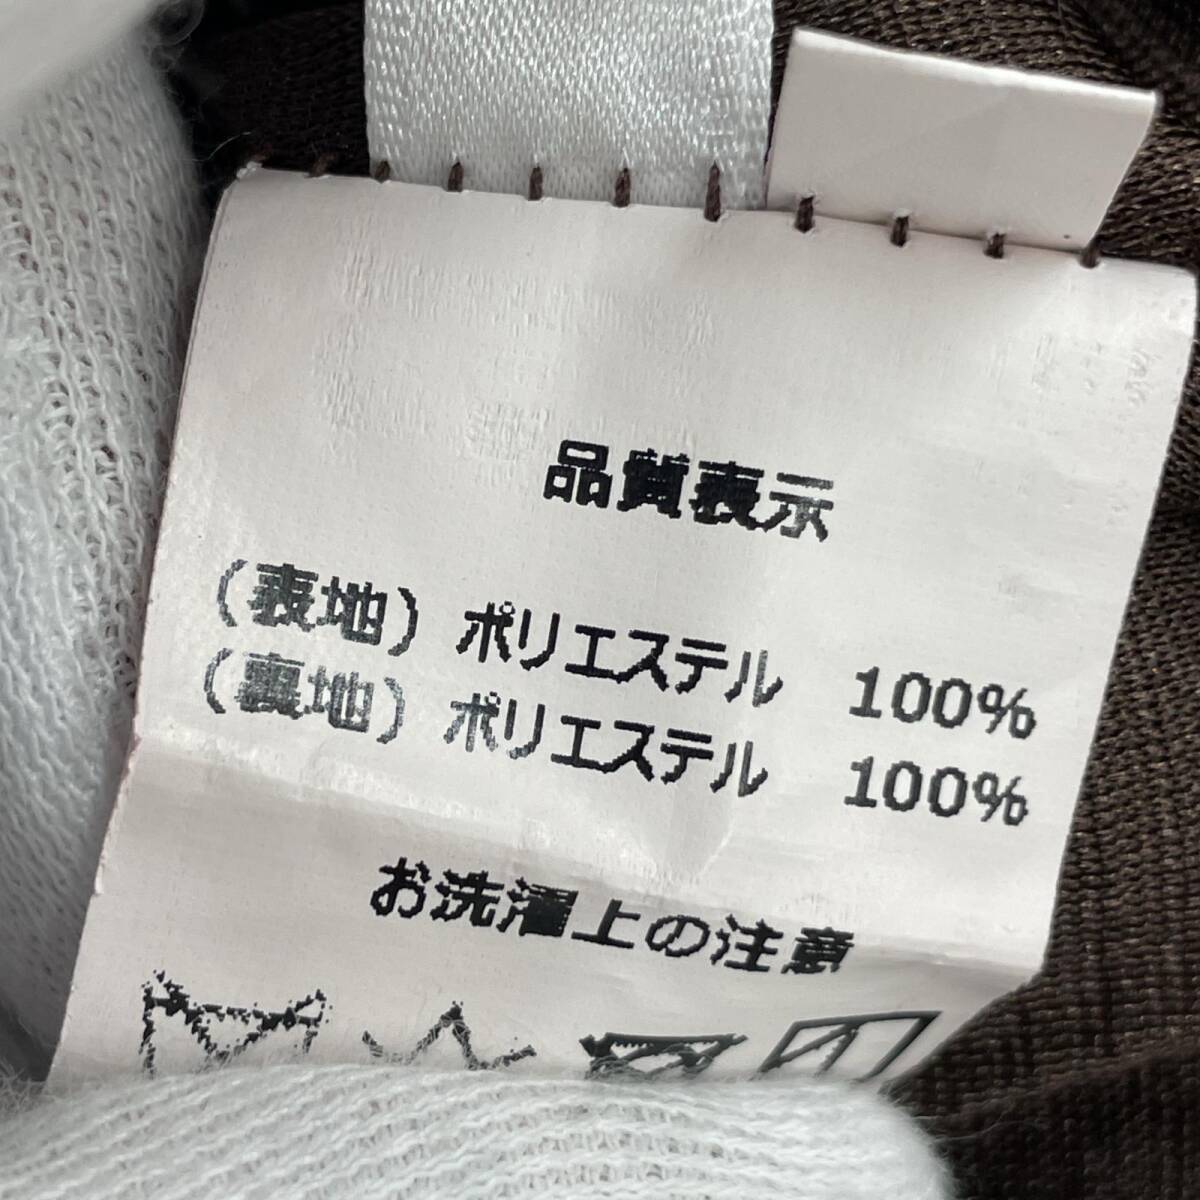 品質表示
（表地）ポリエステル 100%
（裏地）ポリエステル 100%
お洗濯上の注意